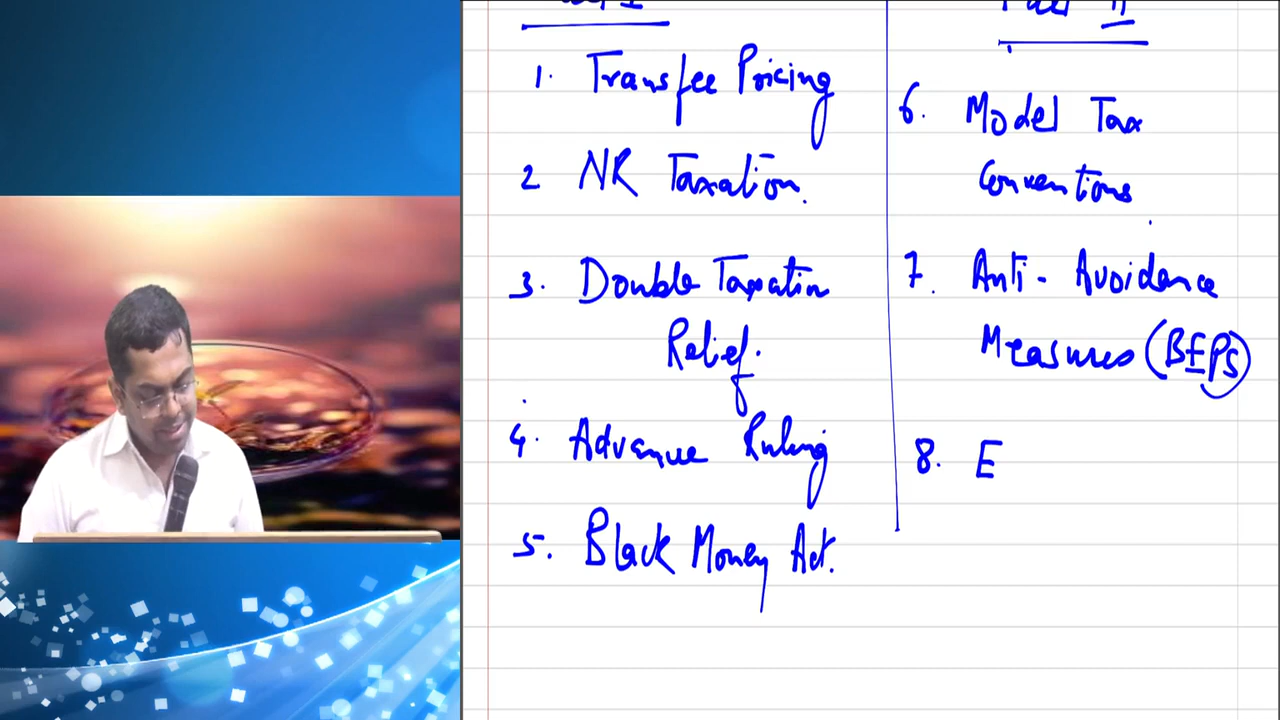 1. Transfer Pricing
2 NR Taxation.
3. Double Taxation
Relief.
4. Advance Ruling
5. Black Money Act.
6. Model Tax
Conventions
7. Anti-Avoidance
Measures (BEPS)
8. E